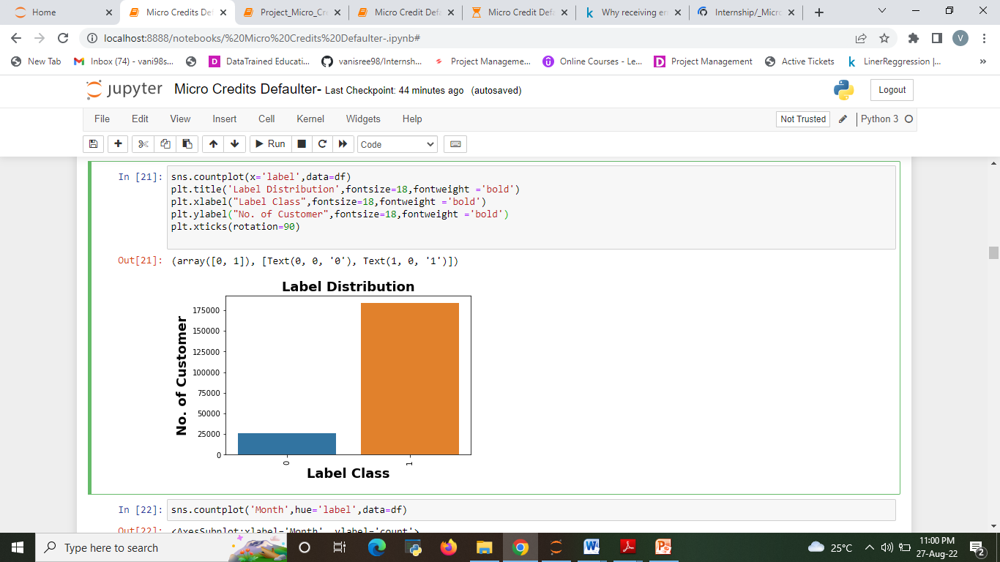 Home
Micro Credits Def
Project_Micro_Cr
Micro Credit Defa
Micro Credit Defa
Why receiving er
Internship/_Micro
localhost:8888/notebooks/%20Micro%20Credits%20Defaulter-.ipynb#
V
New Tab
Inbox (74) - vani98s...
DataTrained Educati...
vanisree98/Internsh...
Project Manageme...
Online Courses - Le...
Project Management
Active Tickets
LinerReggression |...
»
jupyter
Micro Credits Defaulter- Last Checkpoint: 44 minutes ago (autosaved)
Logout
File Edit View Insert Cell Kernel Widgets Help
Not Trusted
Python 3
Run
Code
In [21]:
sns.countplot(x='label',data=df)
plt.title('Label Distribution',fontsize=18,fontweight ='bold')
plt.xlabel("Label Class",fontsize=18,fontweight ='bold')
plt.ylabel("No. of Customer",fontsize=18,fontweight ='bold')
plt.xticks(rotation=90)
Out[21]: (array([0, 1]), [Text(0, 0, '0'), Text(1, 0, '1')])
Label Distribution
No. of Customer
175000
150000
125000
100000
75000
50000
25000
0
0
1
Label Class
In [22]: sns.countplot('Month',hue='label',data=df)
Out[22]: <AxesSubplot:xlabel='Month', ylabel='count'>
Type here to search
25°C
11:00 PM
27-Aug-22
2